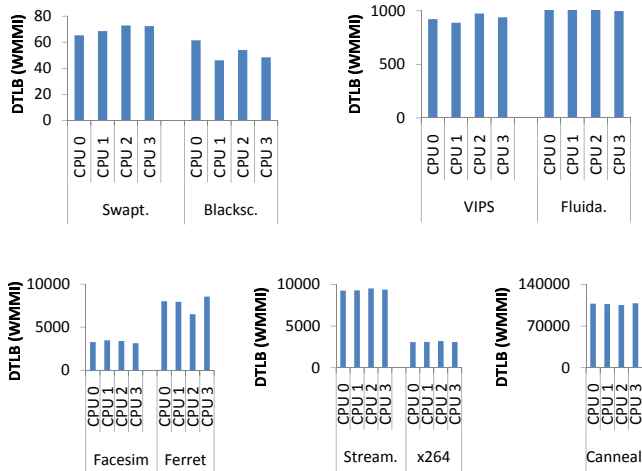 DTLB (WMMI)
80
60
40
20
0
CPU 0 CPU 1 CPU 2 CPU 3 CPU 0 CPU 1 CPU 2 CPU 3
Swapt. Blacksc.
DTLB (WMMI)
1000
500
0
CPU 0 CPU 1 CPU 2 CPU 3 CPU 0 CPU 1 CPU 2 CPU 3
VIPS Fluida.
DTLB (WMMI)
10000
5000
0
CPU 0 CPU 1 CPU 2 CPU 3 CPU 0 CPU 1 CPU 2 CPU 3
Facesim Ferret
DTLB (WMMI)
10000
5000
0
CPU 0 CPU 1 CPU 2 CPU 3 CPU 0 CPU 1 CPU 2 CPU 3
Stream. x264
DTLB (WMMI)
140000
70000
0
CPU 0 CPU 1 CPU 2 CPU 3
Canneal